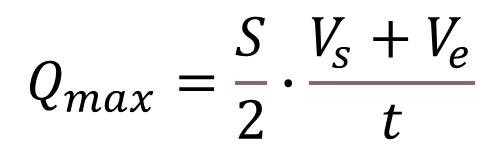 Q_max = S/2 · (V_s + V_e)/t